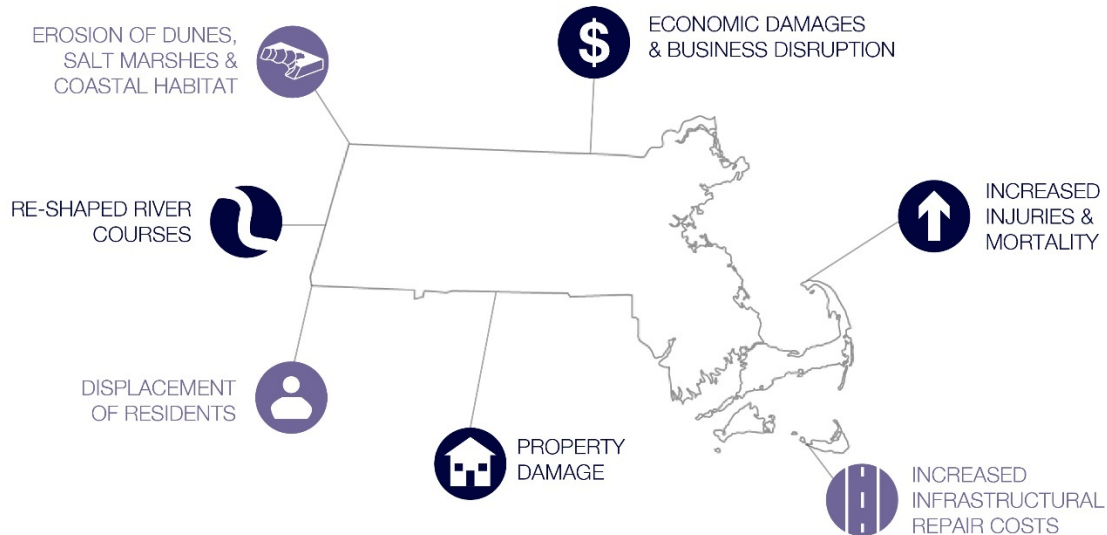 EROSION OF DUNES,
SALT MARSHES &
COASTAL HABITAT
$
ECONOMIC DAMAGES
& BUSINESS DISRUPTION
RE-SHAPED RIVER
COURSES
INCREASED
INJURIES &
MORTALITY
DISPLACEMENT
OF RESIDENTS
PROPERTY
DAMAGE
INCREASED
INFRASTRUCTURAL
REPAIR COSTS